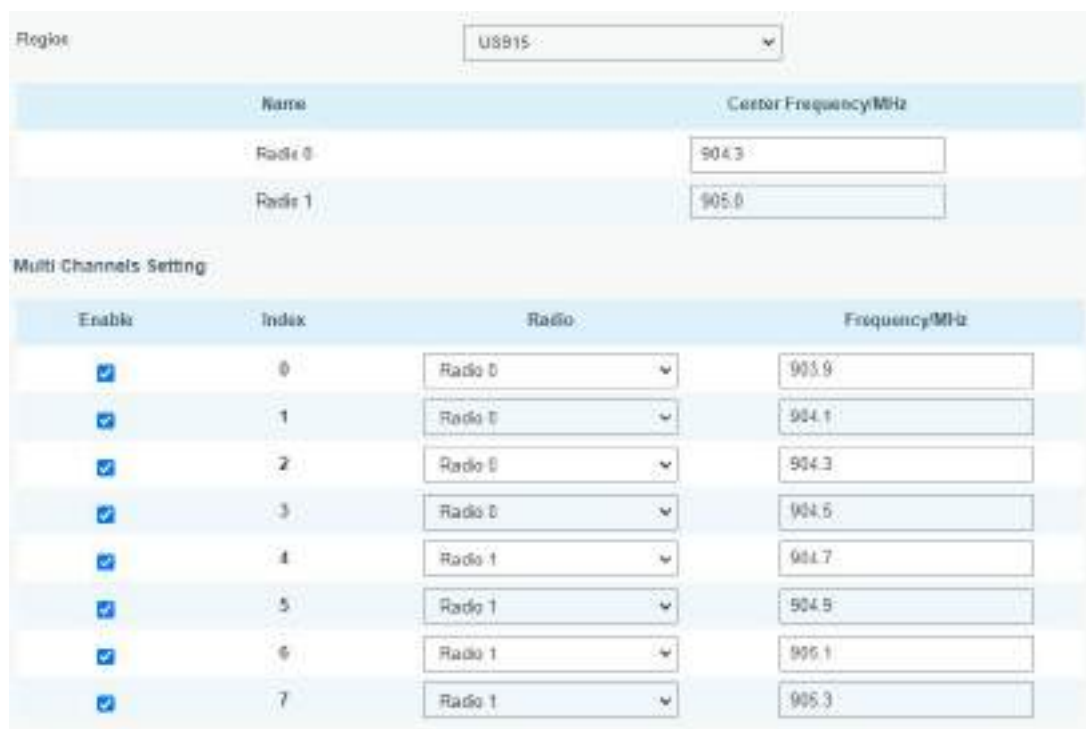 Region US915
Name Center Frequency/MHz
Radio 0 904.3
Radio 1 905.0
Multi Channels Setting
Enable Index Radio Frequency/MHz
0 Radio 0 903.9
1 Radio 0 904.1
2 Radio 0 904.3
3 Radio 0 904.5
4 Radio 1 904.7
5 Radio 1 904.9
6 Radio 1 905.1
7 Radio 1 905.3